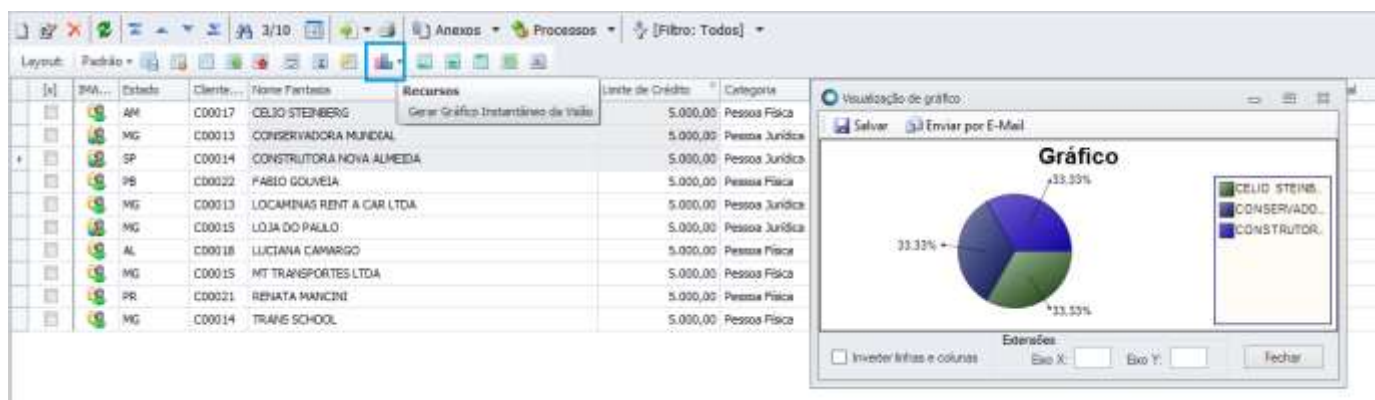 3/10 Anexos Processos [Filtro: Todos]
Layout: Padrão
[x] IMA... Estado Cliente... Nome Fantasia Limite de Crédito Categoria
Recursos
Gerar Gráfico Instantâneo da Visão
AM C00017 CELIO STEINBERG 5.000,00 Pessoa Física
MG C00013 CONSERVADORA MUNDIAL 5.000,00 Pessoa Jurídica
SP C00014 CONSTRUTORA NOVA ALMEIDA 5.000,00 Pessoa Jurídica
PB C00022 FABIO GOUVEIA 5.000,00 Pessoa Física
MG C00013 LOCAMINAS RENT A CAR LTDA 5.000,00 Pessoa Jurídica
MG C00015 LOJA DO PAULO 5.000,00 Pessoa Jurídica
AL C00018 LUCIANA CAMARGO 5.000,00 Pessoa Física
MG C00015 MT TRANSPORTES LTDA 5.000,00 Pessoa Física
PR C00021 RENATA MANCINI 5.000,00 Pessoa Física
MG C00014 TRANS SCHOOL 5.000,00 Pessoa Física
Visualização de gráfico
Salvar Enviar por E-Mail
Gráfico
33.33%
33.33%
33.33%
CELIO STEINB..
CONSERVADO..
CONSTRUTOR..
Extensões
Inverter linhas e colunas Eixo X: Eixo Y: Fechar